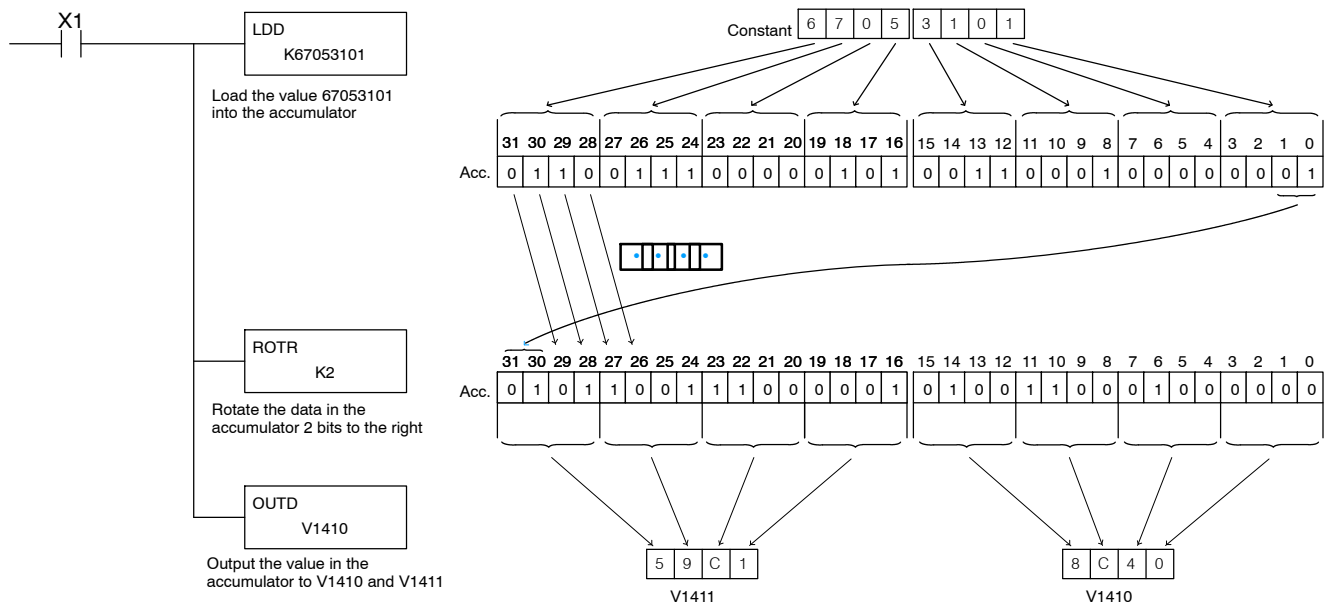 X1
LDD
K67053101
Load the value 67053101
into the accumulator
ROTR
K2
Rotate the data in the
accumulator 2 bits to the right
OUTD
V1410
Output the value in the
accumulator to V1410 and V1411
Constant 6 7 0 5 3 1 0 1
31 30 29 28 27 26 25 24 23 22 21 20 19 18 17 16 15 14 13 12 11 10 9 8 7 6 5 4 3 2 1 0
Acc. 0 1 1 0 0 1 1 1 0 0 0 0 0 1 0 1 0 0 1 1 0 0 0 1 0 0 0 0 0 0 0 1
31 30 29 28 27 26 25 24 23 22 21 20 19 18 17 16 15 14 13 12 11 10 9 8 7 6 5 4 3 2 1 0
Acc. 0 1 0 1 1 0 0 1 1 1 0 0 0 0 0 1 0 1 0 0 1 1 0 0 0 1 0 0 0 0 0 0
5 9 C 1 8 C 4 0
V1411 V1410